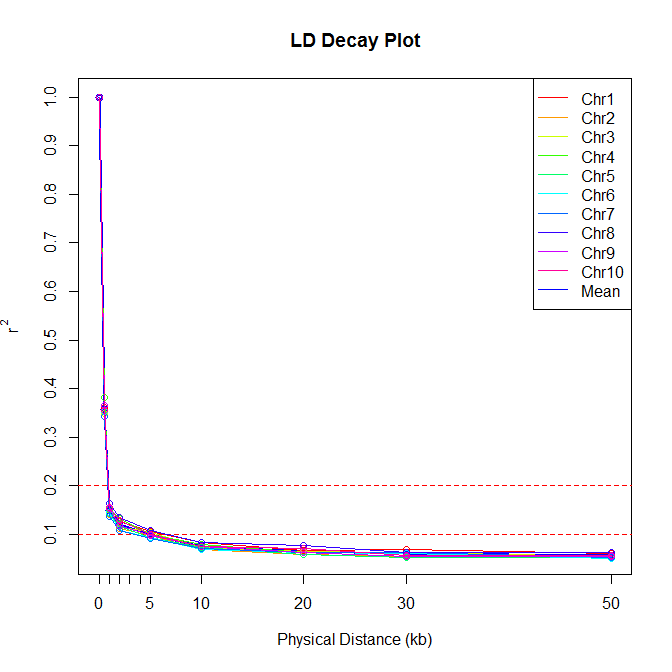 LD Decay Plot
r 2
1.0
0.9
0.8
0.7
0.6
0.5
0.4
0.3
0.2
0.1
Chr1
Chr2
Chr3
Chr4
Chr5
Chr6
Chr7
Chr8
Chr9
Chr10
Mean
0 5 10 20 30 50
Physical Distance (kb)